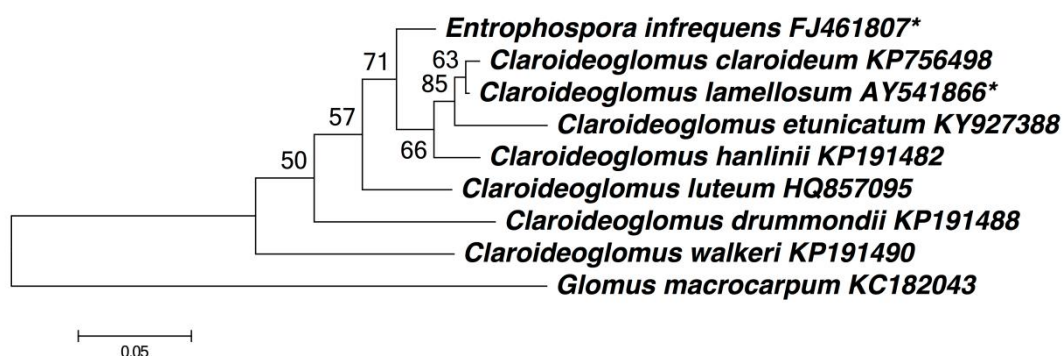 Entrophospora infrequens FJ461807*
63 Claroideoglomus claroideum KP756498
71
85
Claroideoglomus lamellosum AY541866*
57
Claroideoglomus etunicatum KY927388
66 Claroideoglomus hanlinii KP191482
50
Claroideoglomus luteum HQ857095
Claroideoglomus drummondii KP191488
Claroideoglomus walkeri KP191490
Glomus macrocarpum KC182043
0.05